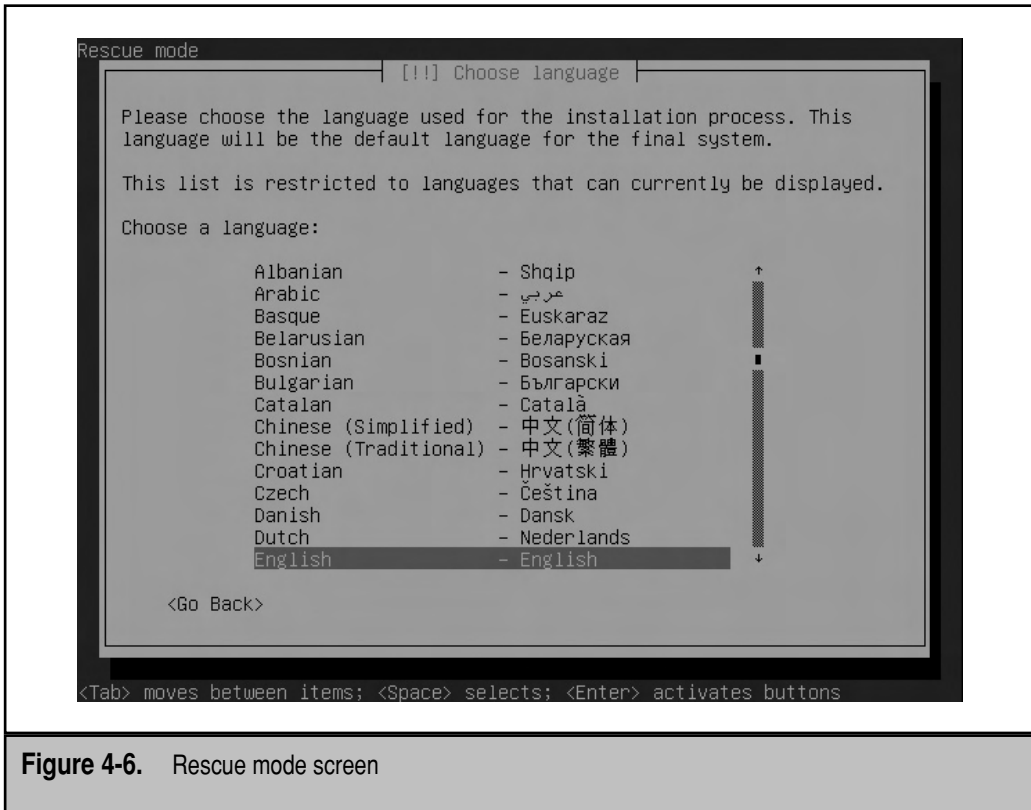 Rescue mode
[!!] Choose language
Please choose the language used for the installation process. This
language will be the default language for the final system.
This list is restricted to languages that can currently be displayed.
Choose a language:
Albanian - Shqip
Arabic - عربي
Basque - Euskaraz
Belarusian - Беларуская
Bosnian - Bosanski
Bulgarian - Български
Catalan - Català
Chinese (Simplified) - 中文(简体)
Chinese (Traditional) - 中文(繁體)
Croatian - Hrvatski
Czech - Čeština
Danish - Dansk
Dutch - Nederlands
English - English
<Go Back>
<Tab> moves between items; <Space> selects; <Enter> activates buttons
Figure 4-6. Rescue mode screen